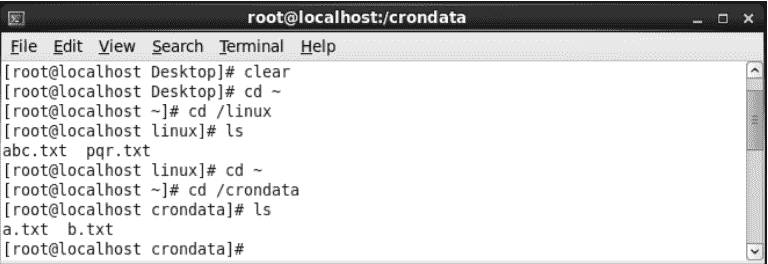 root@localhost:/crondata
File Edit View Search Terminal Help
[root@localhost Desktop]# clear
[root@localhost Desktop]# cd ~
[root@localhost ~]# cd /linux
[root@localhost linux]# ls
abc.txt  pqr.txt
[root@localhost linux]# cd ~
[root@localhost ~]# cd /crondata
[root@localhost crondata]# ls
a.txt  b.txt
[root@localhost crondata]#